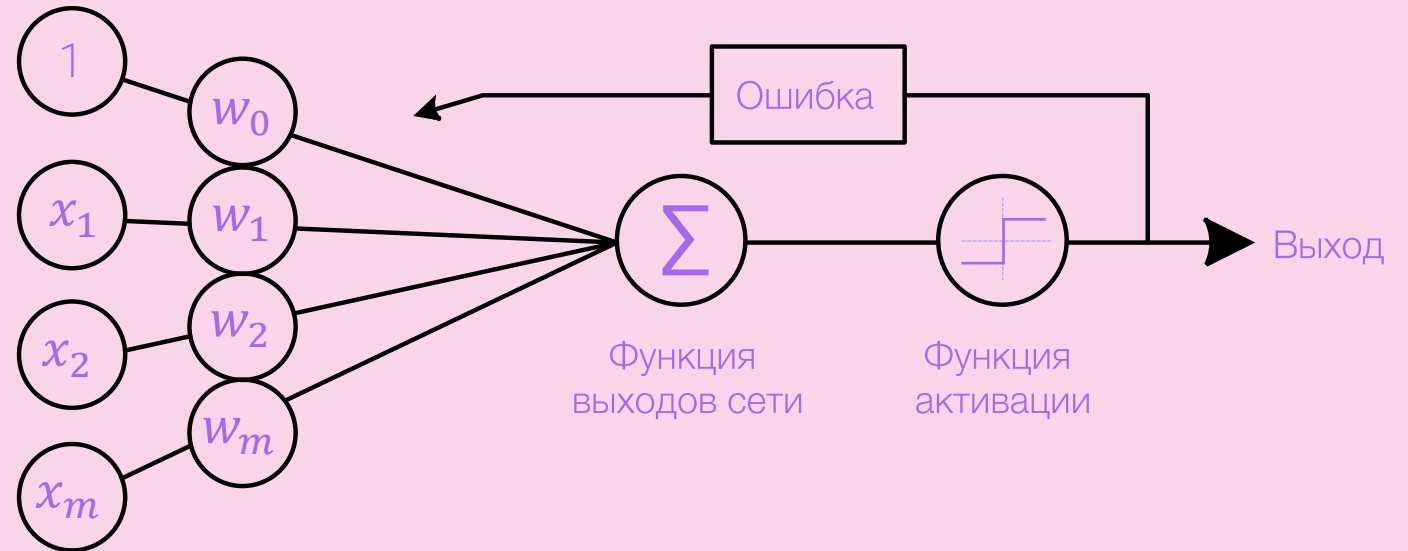 1
w₀
Ошибка
x₁
w₁
∑
Выход
x₂
w₂
Функция
выходов сети
Функция
активации
wₘ
xₘ